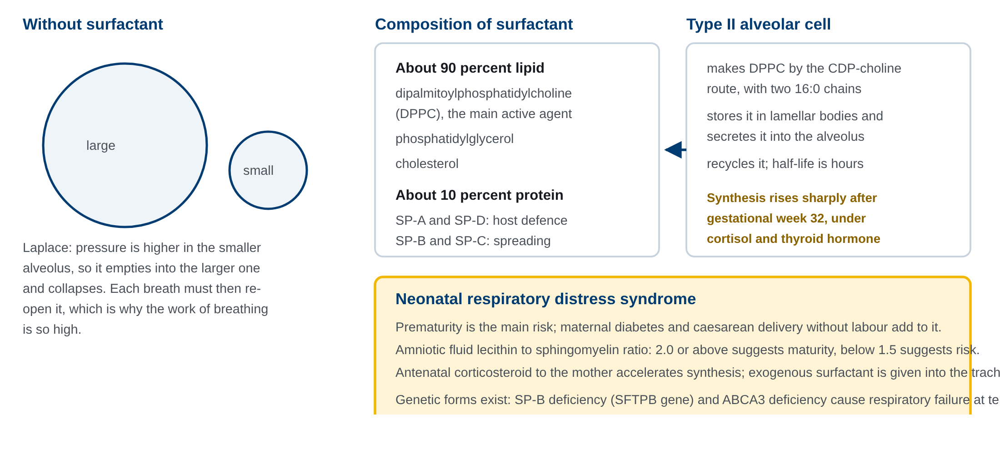 Without surfactant
large
small
Laplace: pressure is higher in the smaller
alveolus, so it empties into the larger one
and collapses. Each breath must then re-
open it, which is why the work of breathing
is so high.
Composition of surfactant
About 90 percent lipid
dipalmitoylphosphatidylcholine
(DPPC), the main active agent
phosphatidylglycerol
cholesterol
About 10 percent protein
SP-A and SP-D: host defence
SP-B and SP-C: spreading
Type II alveolar cell
makes DPPC by the CDP-choline
route, with two 16:0 chains
stores it in lamellar bodies and
secretes it into the alveolus
recycles it; half-life is hours
Synthesis rises sharply after
gestational week 32, under
cortisol and thyroid hormone
Neonatal respiratory distress syndrome
Prematurity is the main risk; maternal diabetes and caesarean delivery without labour add to it.
Amniotic fluid lecithin to sphingomyelin ratio: 2.0 or above suggests maturity, below 1.5 suggests risk.
Antenatal corticosteroid to the mother accelerates synthesis; exogenous surfactant is given into the trach
Genetic forms exist: SP-B deficiency (SFTPB gene) and ABCA3 deficiency cause respiratory failure at te